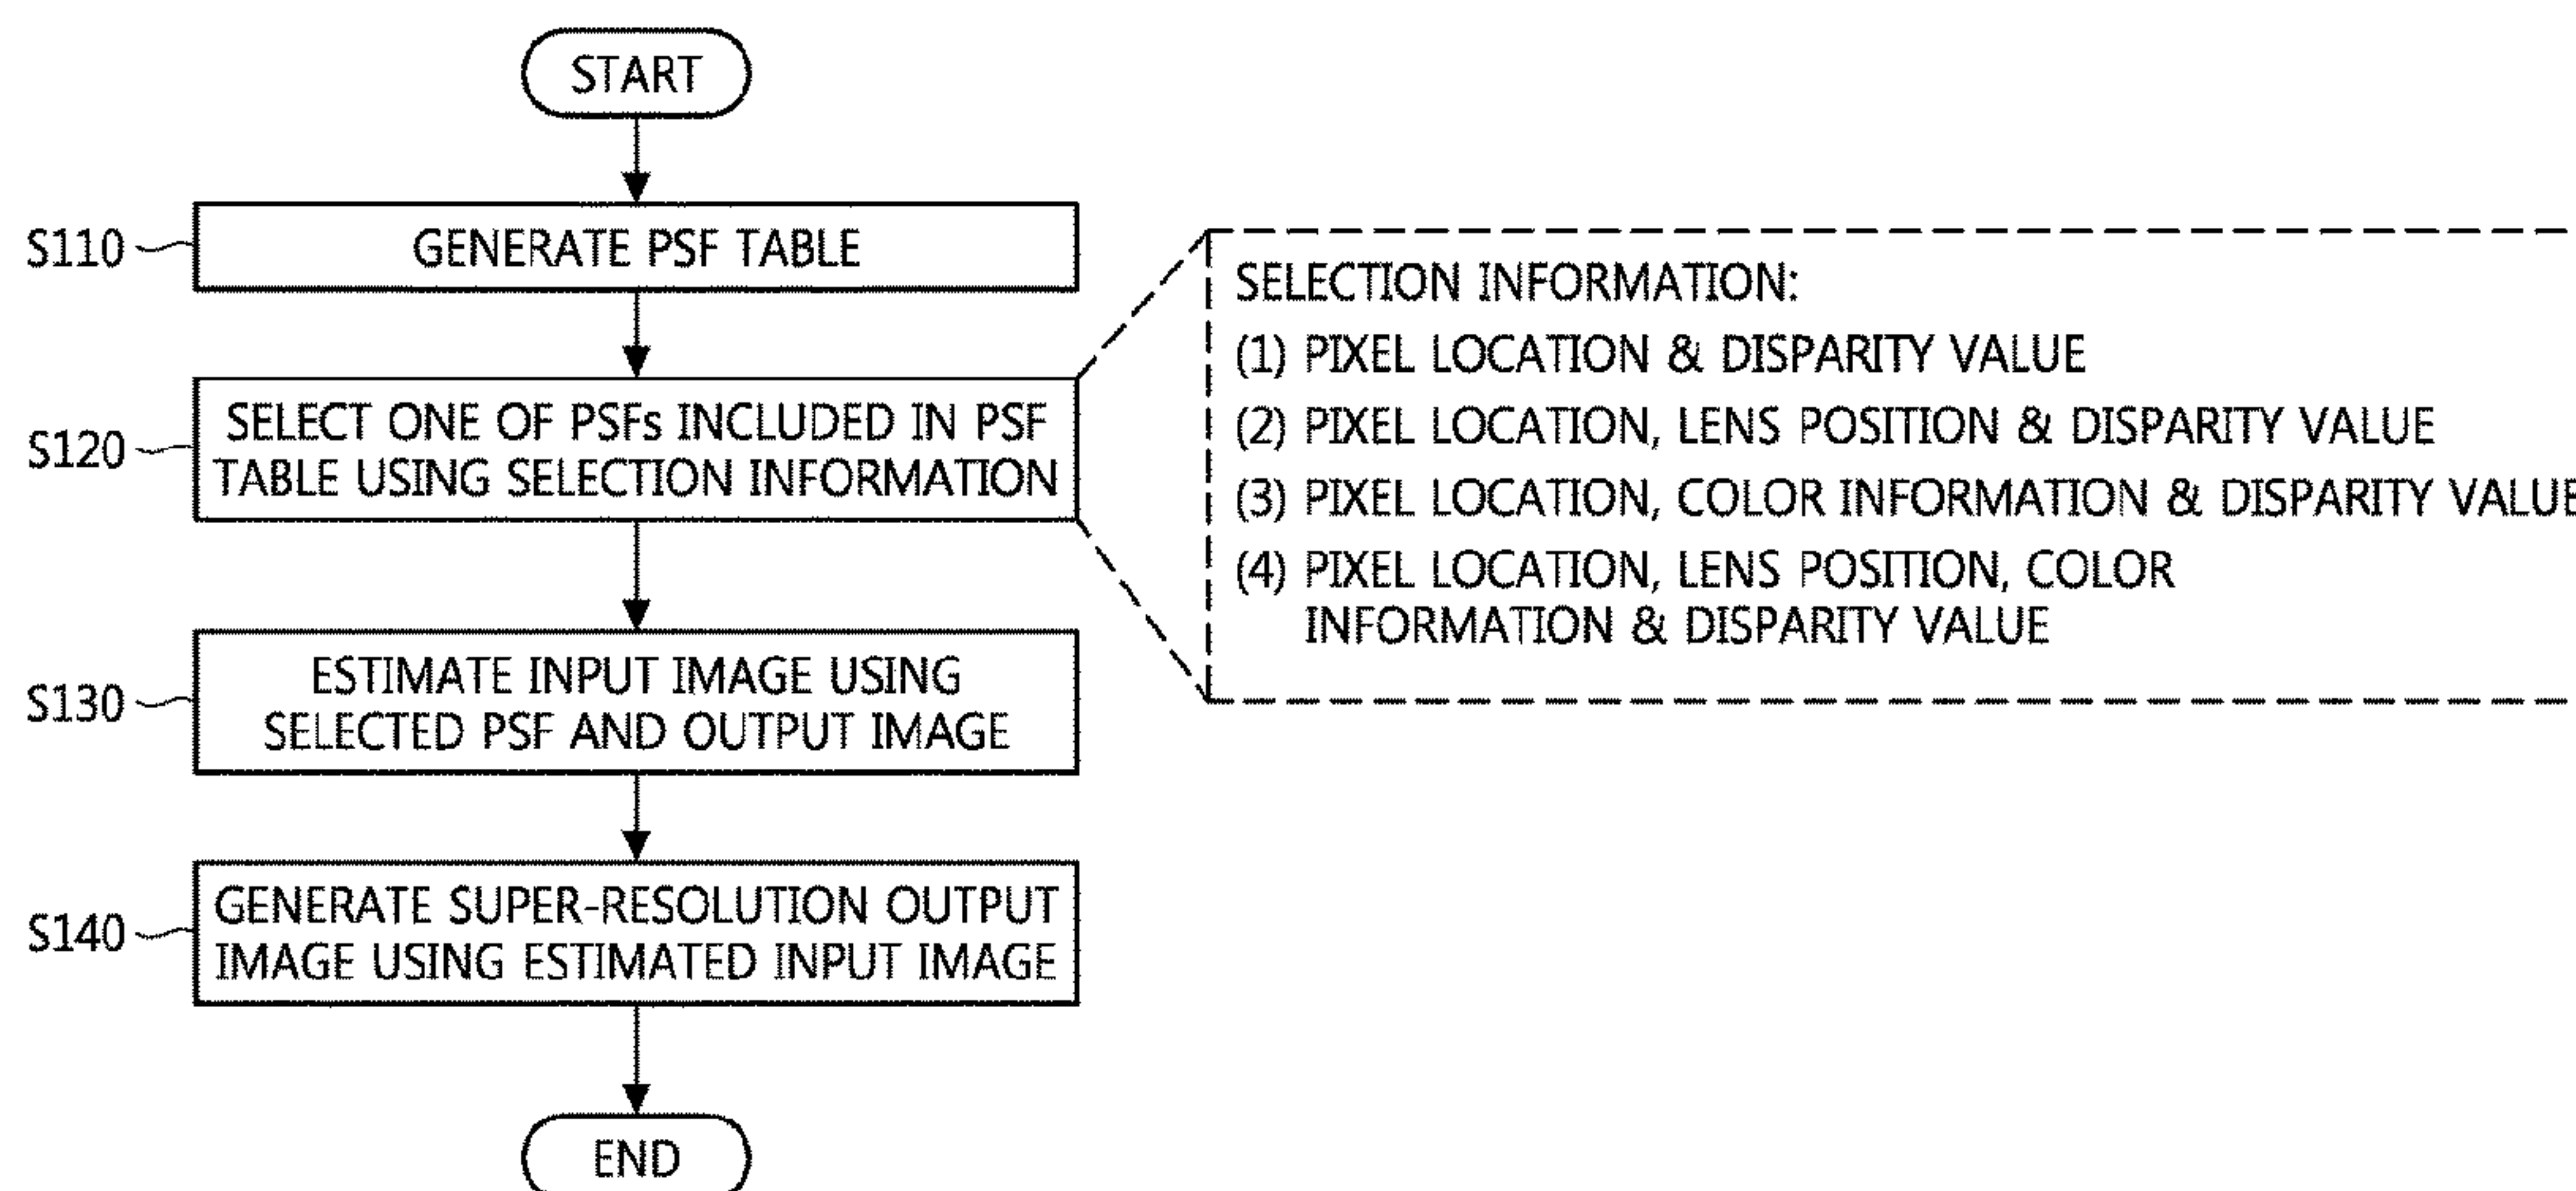 START
S110
GENERATE PSF TABLE
S120
SELECT ONE OF PSFs INCLUDED IN PSF
TABLE USING SELECTION INFORMATION
SELECTION INFORMATION:
(1) PIXEL LOCATION & DISPARITY VALUE
(2) PIXEL LOCATION, LENS POSITION & DISPARITY VALUE
(3) PIXEL LOCATION, COLOR INFORMATION & DISPARITY VALUE
(4) PIXEL LOCATION, LENS POSITION, COLOR
INFORMATION & DISPARITY VALUE
S130
ESTIMATE INPUT IMAGE USING
SELECTED PSF AND OUTPUT IMAGE
S140
GENERATE SUPER-RESOLUTION OUTPUT
IMAGE USING ESTIMATED INPUT IMAGE
END